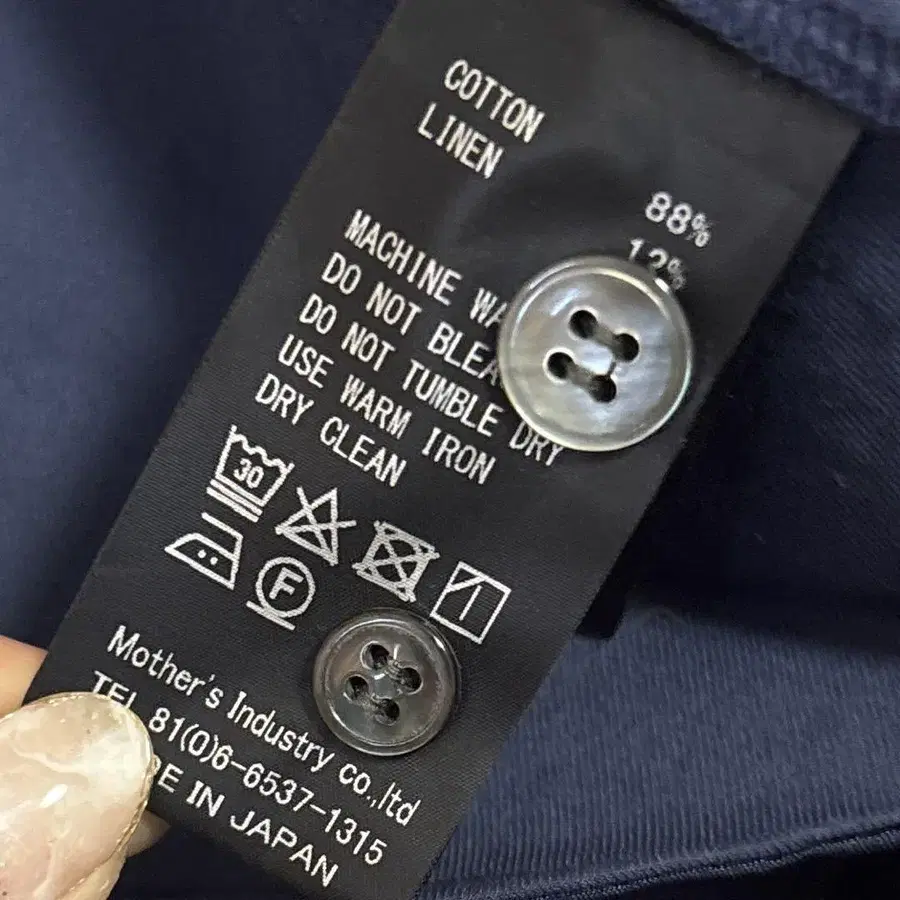 COTTON
LINEN
88%
12%
MACHINE WA
DO NOT BLEA
DO NOT TUMBLE DRY
USE WARM IRON
DRY CLEAN
30
F
Mother's Industry co.,ltd
TEL 81(0)6-6537-1315
E IN JAPAN